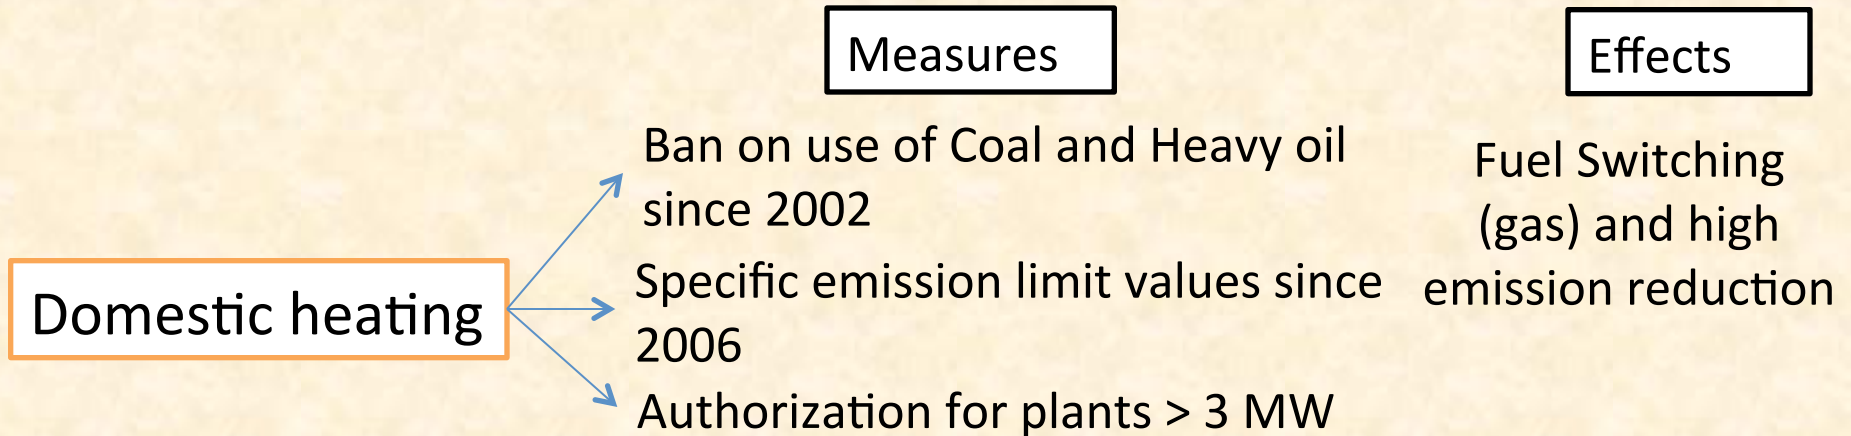 Measures
Effects
Domestic heating
Ban on use of Coal and Heavy oil
since 2002
Specific emission limit values since
2006
Authorization for plants > 3 MW
Fuel Switching
(gas) and high
emission reduction